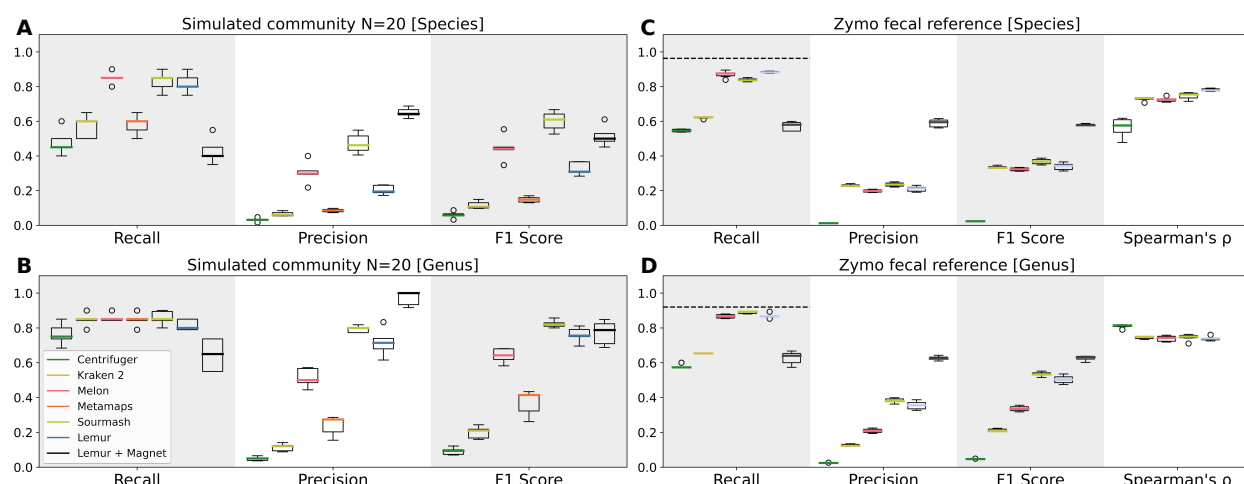 A
Simulated community N=20 [Species]
1.0
0.8
0.6
0.4
0.2
0.0
Recall
Precision
F1 Score
C
Zymo fecal reference [Species]
1.0
0.8
0.6
0.4
0.2
0.0
Recall
Precision
F1 Score
Spearman's ρ
B
Simulated community N=20 [Genus]
1.0
0.8
0.6
0.4
0.2
0.0
Centrifuger
Kraken 2
Melon
Metamaps
Sourmash
Lemur
Lemur + Magnet
Recall
Precision
F1 Score
D
Zymo fecal reference [Genus]
1.0
0.8
0.6
0.4
0.2
0.0
Recall
Precision
F1 Score
Spearman's ρ